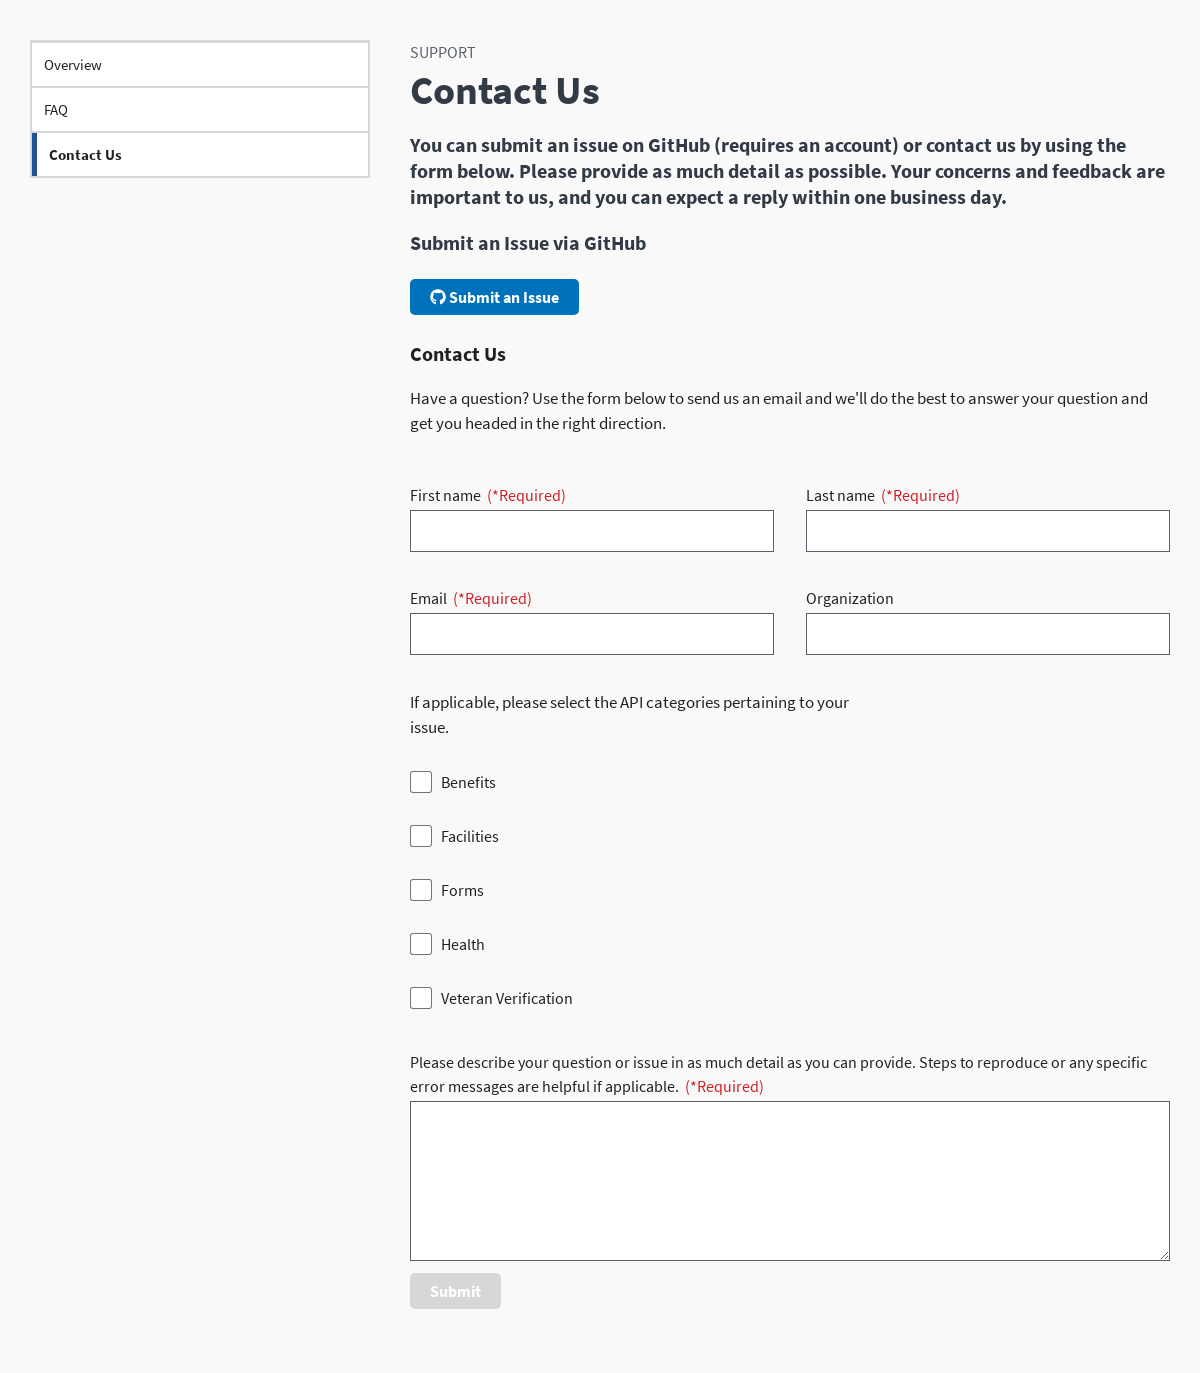 Overview
FAQ
Contact Us
SUPPORT
Contact Us
You can submit an issue on GitHub (requires an account) or contact us by using the
form below. Please provide as much detail as possible. Your concerns and feedback are
important to us, and you can expect a reply within one business day.
Submit an Issue via GitHub
Submit an Issue
Contact Us
Have a question? Use the form below to send us an email and we'll do the best to answer your question and
get you headed in the right direction.
First name (*Required)
Last name (*Required)
Email (*Required)
Organization
If applicable, please select the API categories pertaining to your
issue.
Benefits
Facilities
Forms
Health
Veteran Verification
Please describe your question or issue in as much detail as you can provide. Steps to reproduce or any specific
error messages are helpful if applicable. (*Required)
Submit